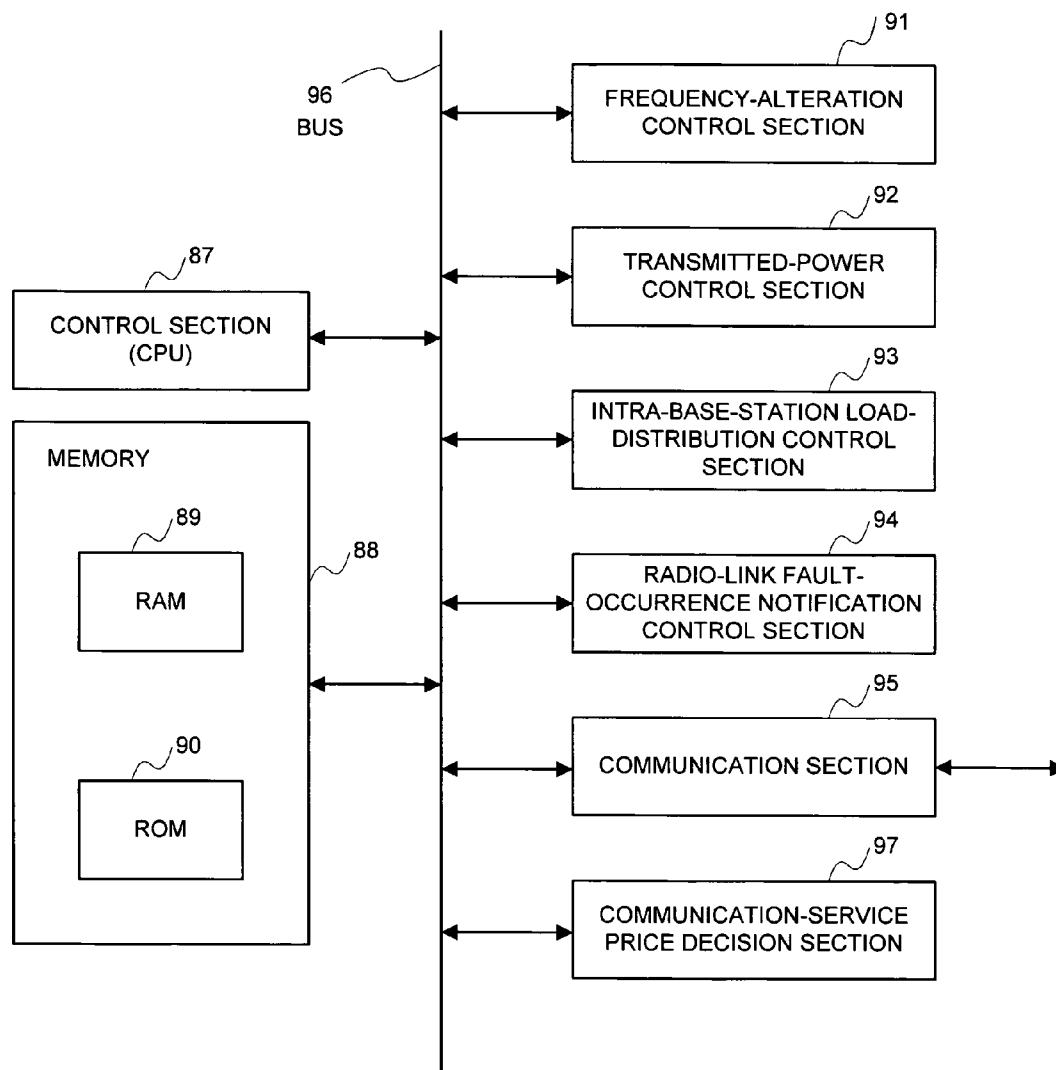 91
FREQUENCY-ALTERATION
CONTROL SECTION
96
BUS
92
TRANSMITTED-POWER
CONTROL SECTION
87
CONTROL SECTION
(CPU)
93
INTRA-BASE-STATION LOAD-
DISTRIBUTION CONTROL
SECTION
MEMORY
89
RAM
88
94
RADIO-LINK FAULT-
OCCURRENCE NOTIFICATION
CONTROL SECTION
95
COMMUNICATION SECTION
90
ROM
97
COMMUNICATION-SERVICE
PRICE DECISION SECTION